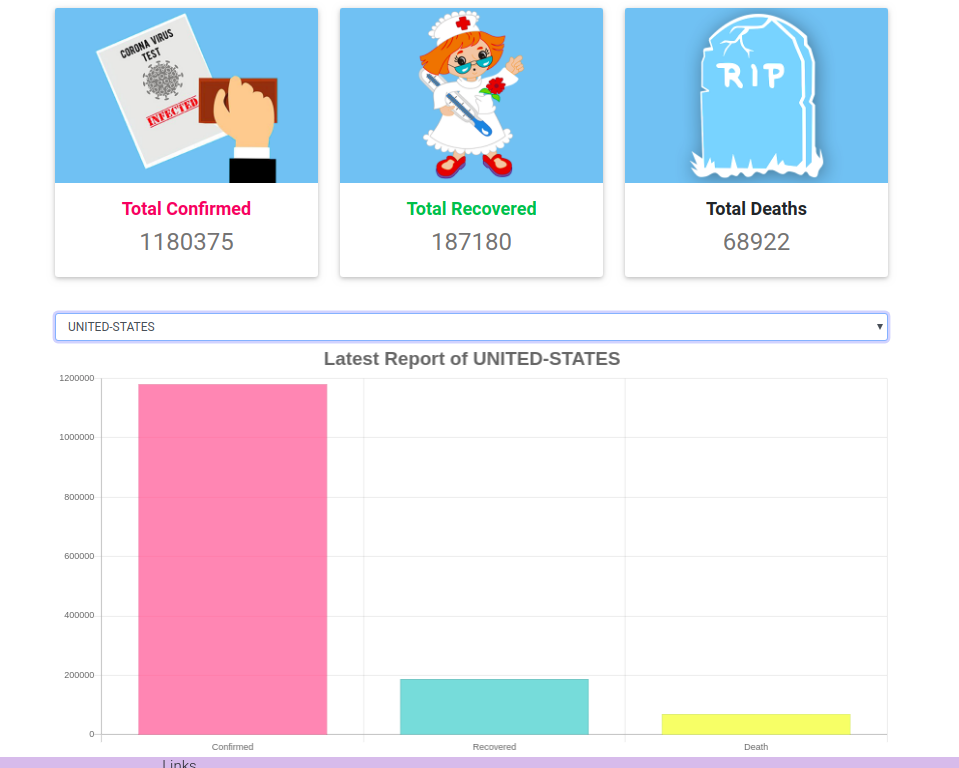 CORONA VIRUS
TEST
INFECTED
RIP
Total Confirmed
1180375
Total Recovered
187180
Total Deaths
68922
UNITED-STATES
Latest Report of UNITED-STATES
1200000
1000000
800000
600000
400000
200000
0
Confirmed
Recovered
Death
Links